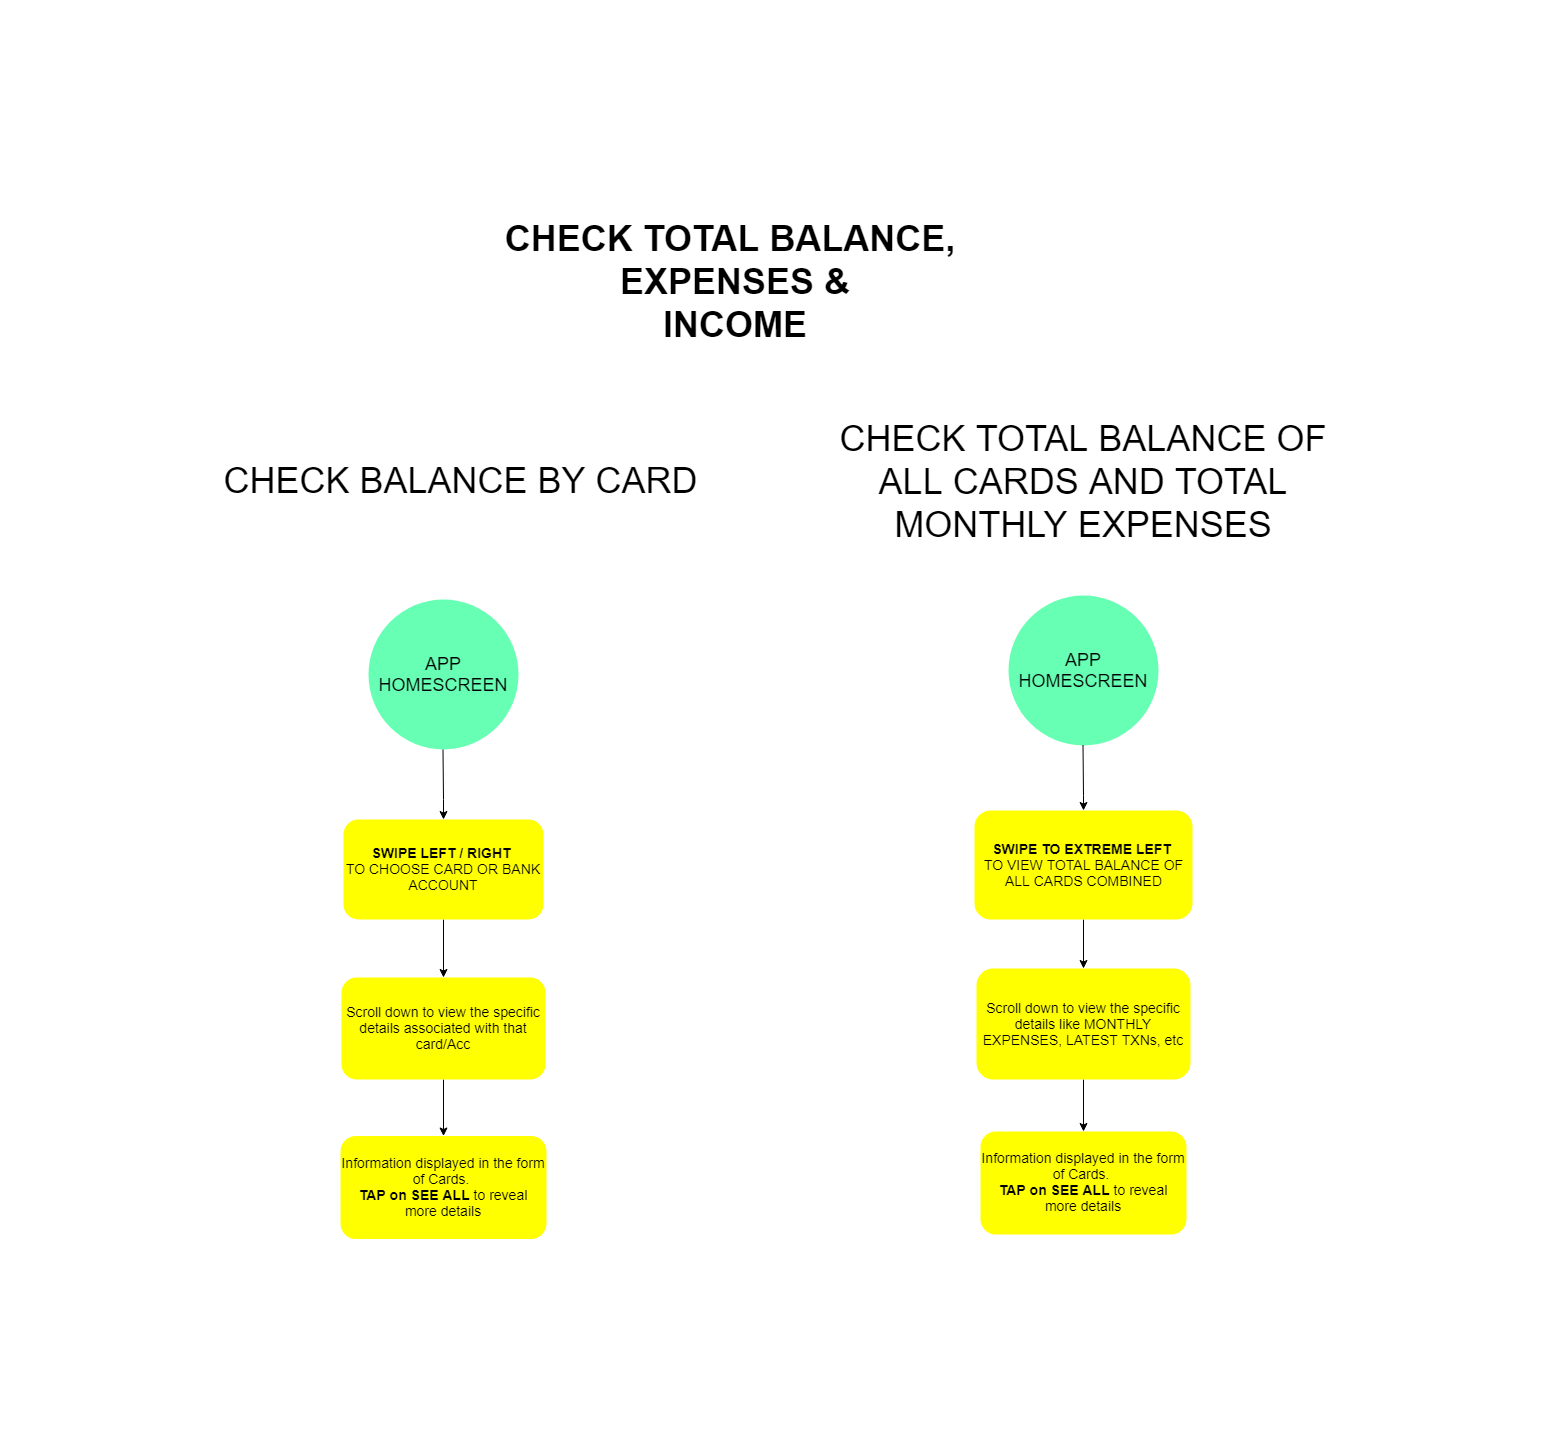 CHECK TOTAL BALANCE,
EXPENSES &
INCOME
CHECK BALANCE BY CARD
APP
HOMESCREEN
SWIPE LEFT / RIGHT
TO CHOOSE CARD OR BANK
ACCOUNT
Scroll down to view the specific
details associated with that
card/Acc
Information displayed in the form
of Cards.
TAP on SEE ALL to reveal
more details
CHECK TOTAL BALANCE OF
ALL CARDS AND TOTAL
MONTHLY EXPENSES
APP
HOMESCREEN
SWIPE TO EXTREME LEFT
TO VIEW TOTAL BALANCE OF
ALL CARDS COMBINED
Scroll down to view the specific
details like MONTHLY
EXPENSES, LATEST TXNs, etc
Information displayed in the form
of Cards.
TAP on SEE ALL to reveal
more details